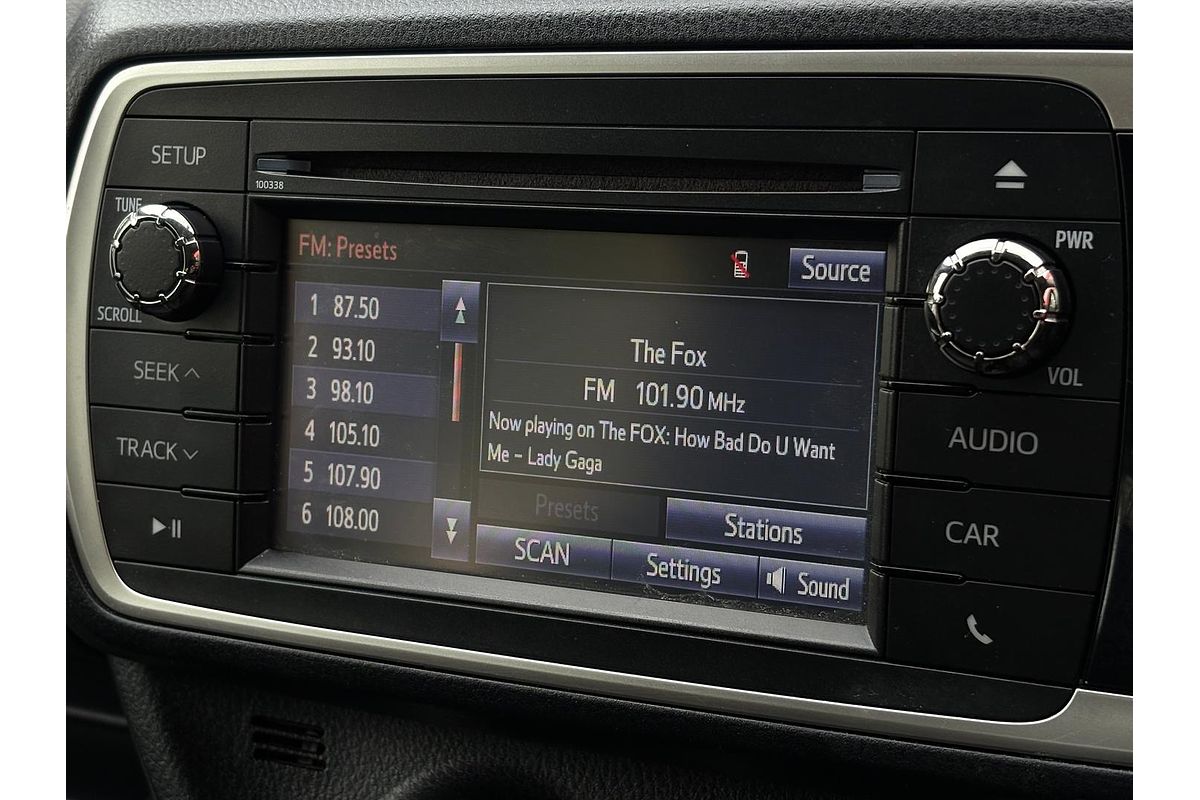 SETUP
100338
TUNE
SCROLL
SEEK
TRACK
FM: Presets
Source
1 87.50
2 93.10
3 98.10
4 105.10
5 107.90
6 108.00
The Fox
FM 101.90 MHz
Now playing on The FOX: How Bad Do U Want
Me - Lady Gaga
Presets
Stations
SCAN
Settings
Sound
PWR
VOL
AUDIO
CAR